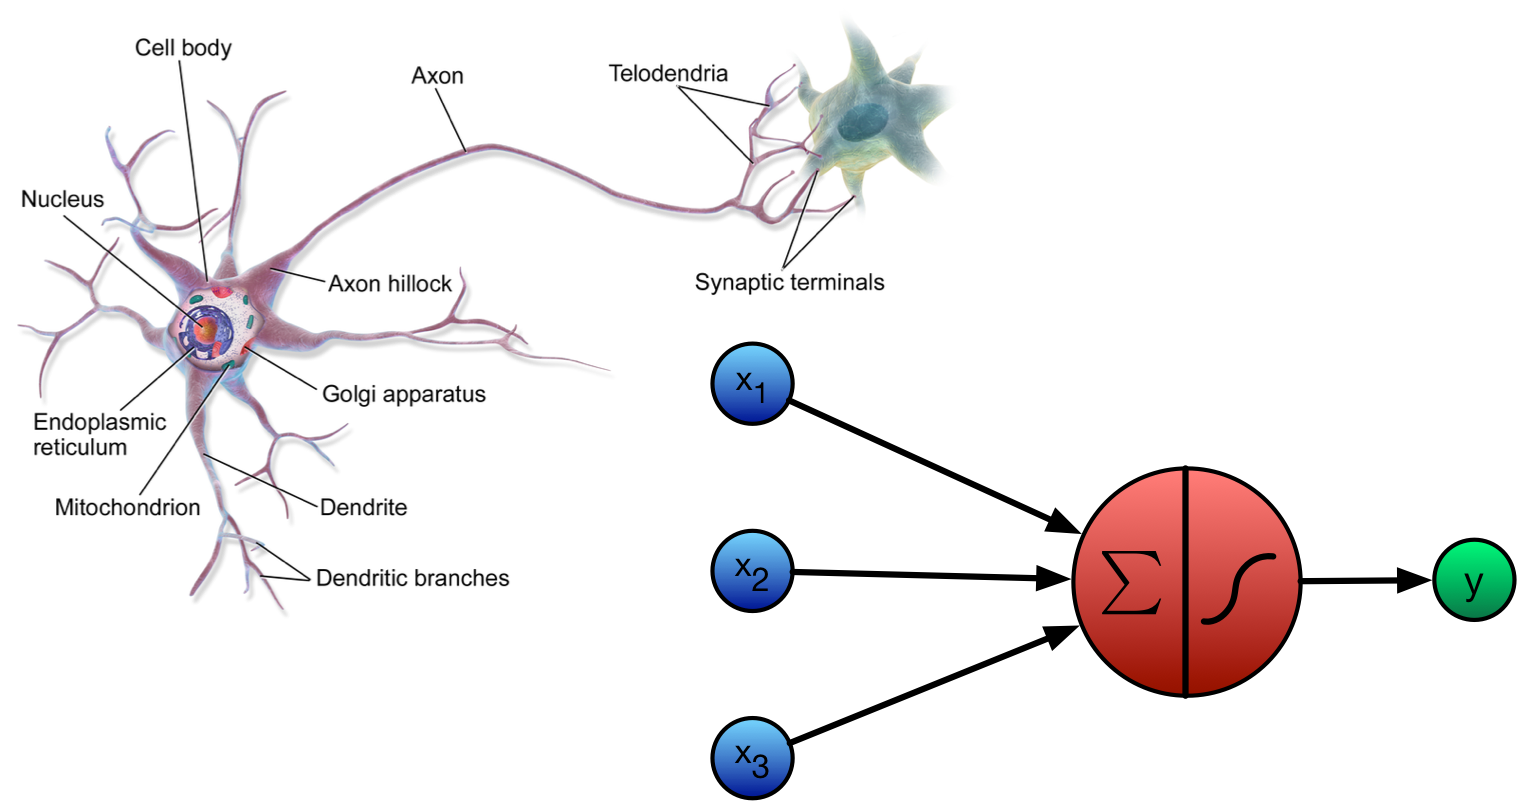 Cell body
Axon
Telodendria
Nucleus
Axon hillock
Synaptic terminals
Golgi apparatus
Endoplasmic
reticulum
Mitochondrion
Dendrite
Dendritic branches
x₁
x₂
Σ
y
x₃